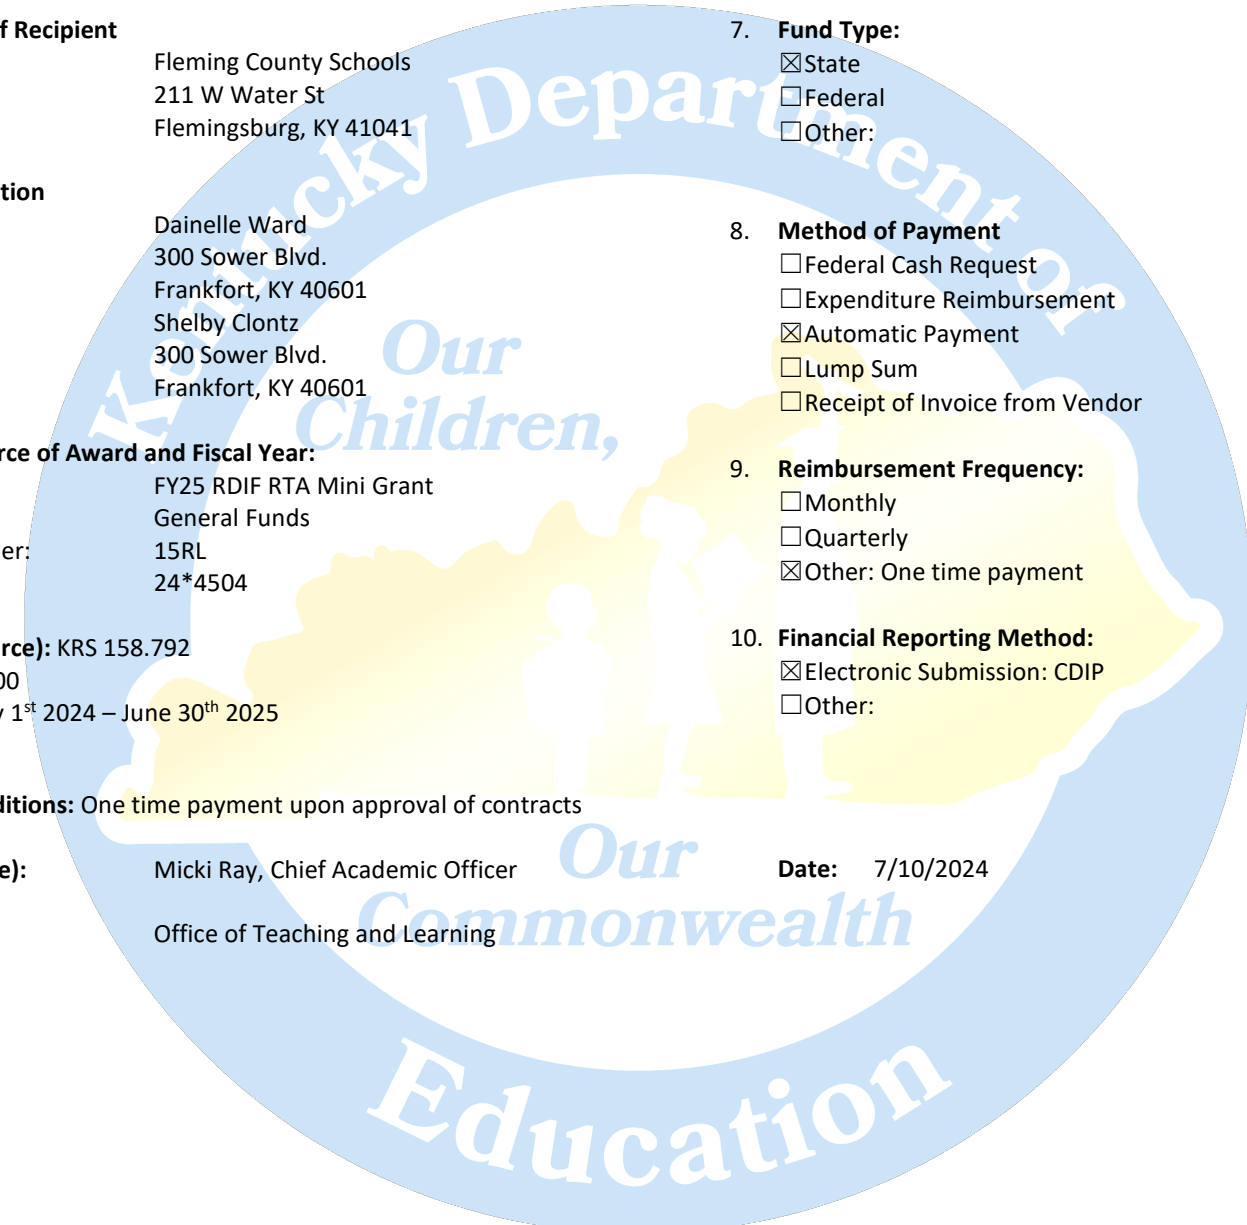 f Recipient
Fleming County Schools
211 W Water St
Flemingsburg, KY 41041
tion
Dainelle Ward
300 Sower Blvd.
Frankfort, KY 40601
Shelby Clontz
300 Sower Blvd.
Frankfort, KY 40601
rce of Award and Fiscal Year:
FY25 RDIF RTA Mini Grant
General Funds
er: 15RL
24*4504
rce): KRS 158.792
00
y 1st 2024 – June 30th 2025
ditions: One time payment upon approval of contracts
e): Micki Ray, Chief Academic Officer
Office of Teaching and Learning
7. Fund Type:
☒State
☐Federal
☐Other:
8. Method of Payment
☐Federal Cash Request
☐Expenditure Reimbursement
☒Automatic Payment
☐Lump Sum
☐Receipt of Invoice from Vendor
9. Reimbursement Frequency:
☐Monthly
☐Quarterly
☒Other: One time payment
10. Financial Reporting Method:
☒Electronic Submission: CDIP
☐Other:
Date: 7/10/2024
Kentucky Department of
Education
Our
Children,
Our
Commonwealth